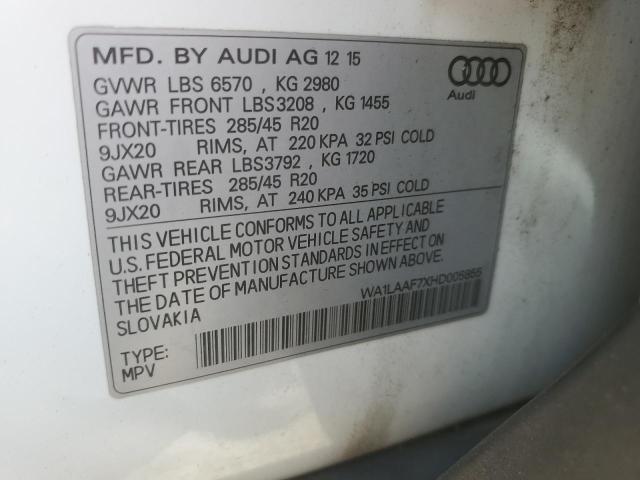 MFD. BY AUDI AG 12 15
GVWR LBS 6570 , KG 2980
GAWR FRONT LBS3208 , KG 1455
FRONT-TIRES 285/45 R20
9JX20 RIMS, AT 220 KPA 32 PSI COLD
GAWR REAR LBS3792 , KG 1720
REAR-TIRES 285/45 R20
9JX20 RIMS, AT 240 KPA 35 PSI COLD
Audi
THIS VEHICLE CONFORMS TO ALL APPLICABLE
U.S. FEDERAL MOTOR VEHICLE SAFETY AND
THEFT PREVENTION STANDARDS IN EFFECT ON
THE DATE OF MANUFACTURE SHOWN ABOVE.
SLOVAKIA
WA1LAAF7XHD005855
TYPE:
MPV